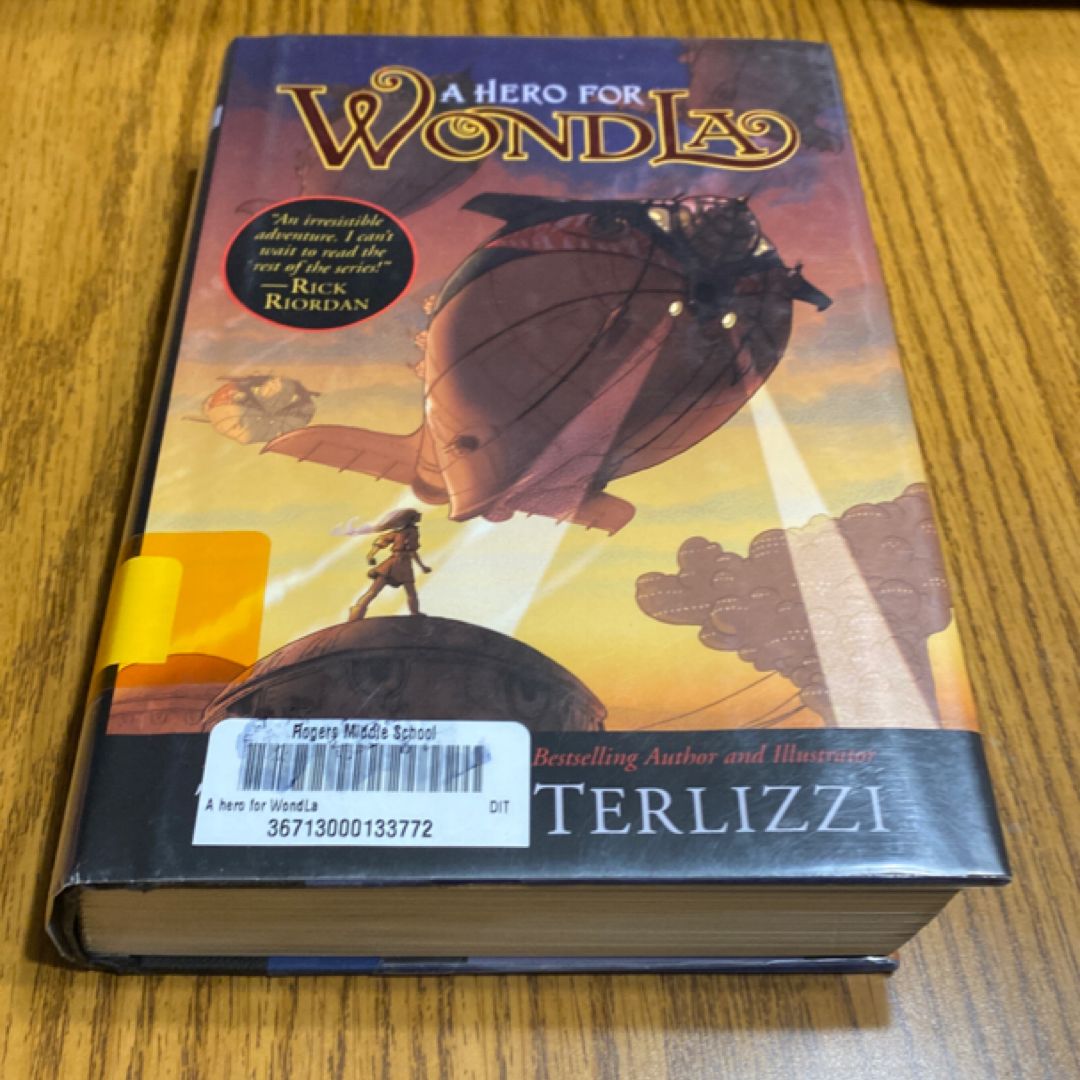 A HERO FOR
WONDLA
"An irresistible
adventure. I can't
wait to read the
rest of the series!"
—RICK
RIORDAN
Rogers Middle School
Bestselling Author and Illustrator
A hero for WondLa DIT
36713000133772
TERLIZZI